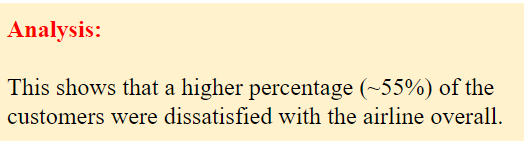 Analysis:
This shows that a higher percentage (~55%) of the
customers were dissatisfied with the airline overall.